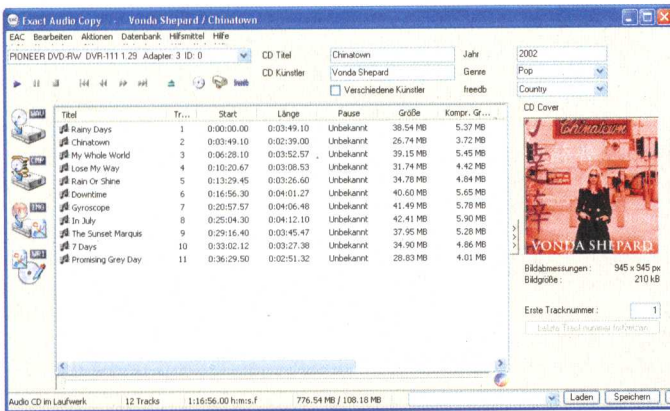 Exact Audio Copy - Vonda Shepard / Chinatown
EAC Bearbeiten Aktionen Datenbank Hilfsmittel Hilfe
PIONEER DVD-RW DVR-111 1.29 Adapter: 3 ID: 0
CD Titel Chinatown Jahr 2002
CD Künstler Vonda Shepard Genre Pop
Verschiedene Künstler freedb Country
freedb
CD Cover
Titel Tr... Start Länge Pause Größe Kompr. Gr...
Rainy Days 1 0:00:00.00 0:03:49.10 Unbekannt 38.54 MB 5.37 MB
Chinatown 2 0:03:49.10 0:02:39.00 Unbekannt 26.74 MB 3.72 MB
My Whole World 3 0:06:28.10 0:03:52.57 Unbekannt 39.15 MB 5.45 MB
Lose My Way 4 0:10:20.67 0:03:08.53 Unbekannt 31.74 MB 4.42 MB
Rain Or Shine 5 0:13:29.45 0:03:26.60 Unbekannt 34.78 MB 4.84 MB
Downtime 6 0:16:56.30 0:04:01.27 Unbekannt 40.60 MB 5.65 MB
Gyroscope 7 0:20:57.57 0:04:06.48 Unbekannt 41.49 MB 5.78 MB
In July 8 0:25:04.30 0:04:12.10 Unbekannt 42.41 MB 5.90 MB
The Sunset Marquis 9 0:29:16.40 0:03:45.47 Unbekannt 37.95 MB 5.28 MB
7 Days 10 0:33:02.12 0:03:27.38 Unbekannt 34.90 MB 4.86 MB
Promising Grey Day 11 0:36:29.50 0:02:51.32 Unbekannt 28.83 MB 4.01 MB
WAV
CMP
IMG
WRI
Chinatown
VONDA SHEPARD
Bildabmessungen : 945 x 945 px
Bildgröße : 210 kB
Erste Tracknummer : 1
Letzte Tracknummer fortsetzen
Audio CD im Laufwerk 12 Tracks 1:16:56.00 h:m:s.f 776.54 MB / 108.18 MB Laden Speichern